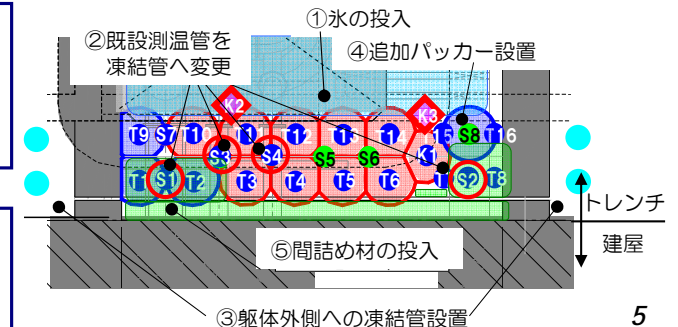 ①氷の投入
②既設測温管を
凍結管へ変更
④追加パッカー設置
K2
K3
T9 S7 T10 T12 T13 T14 S8 T16
S3 S4 S5 S6 K1
T1 S1 T2 T3 T4 T5 T6 S2 T8
トレンチ
⑤間詰め材の投入
建屋
③躯体外側への凍結管設置
5